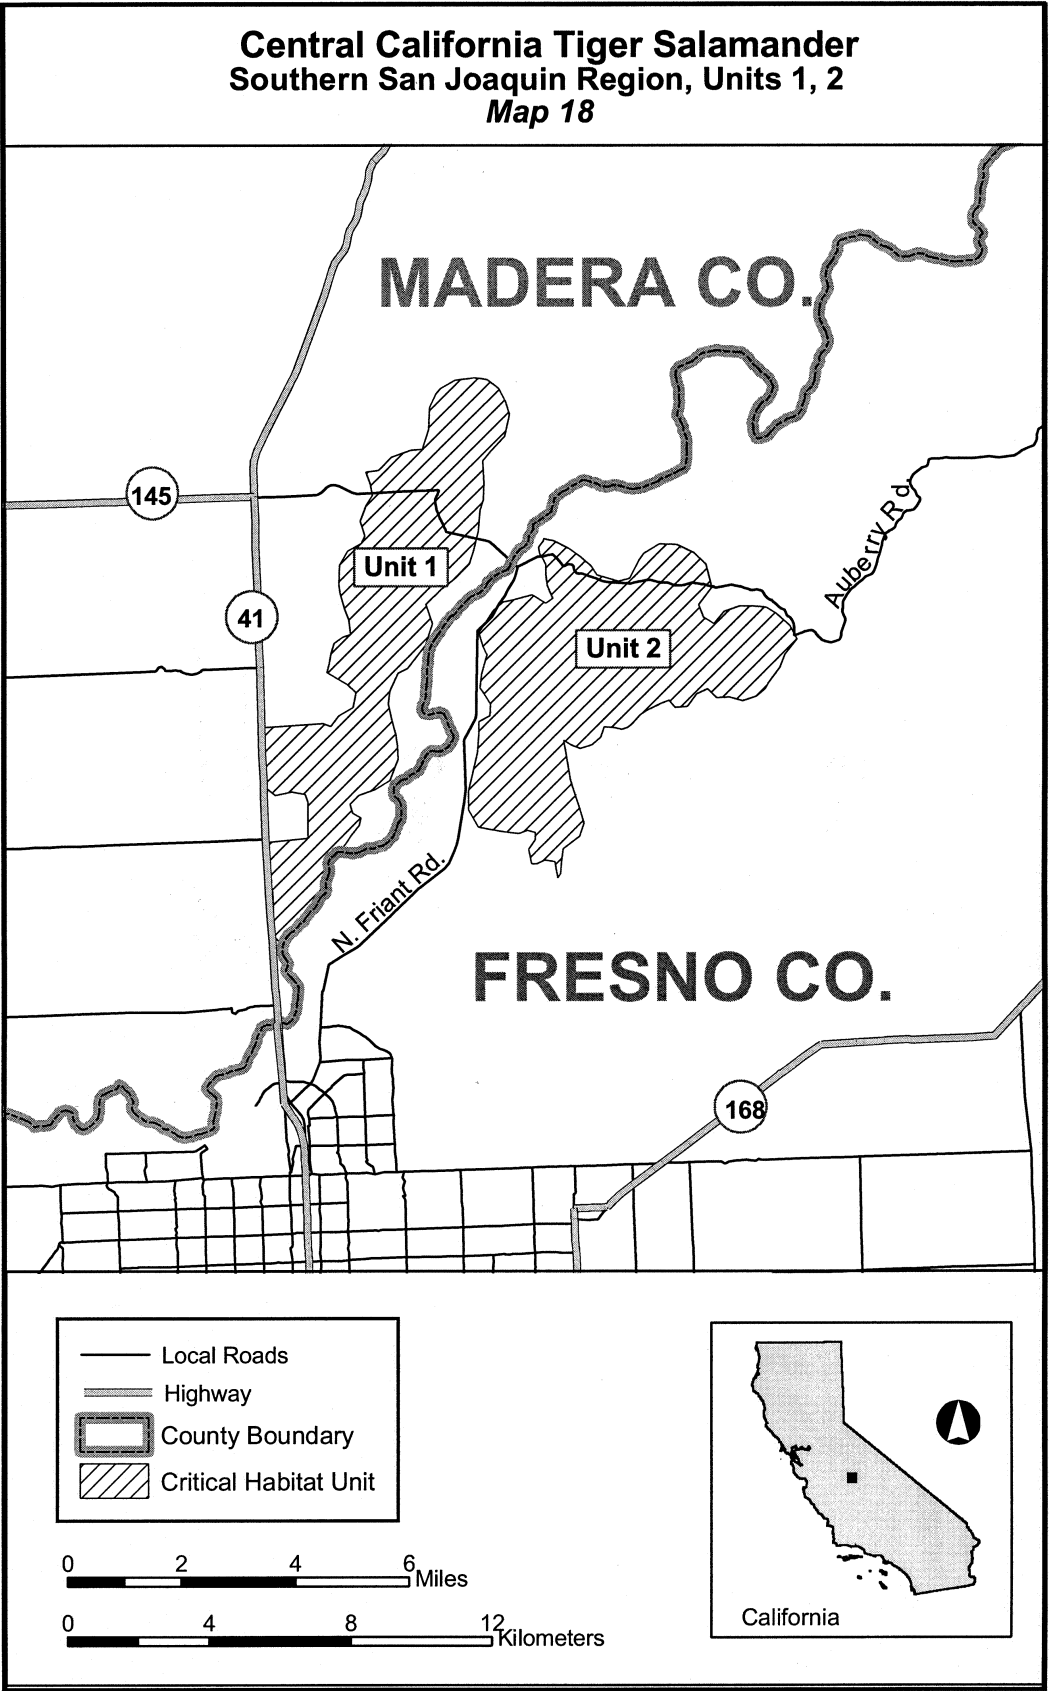 Central California Tiger Salamander
Southern San Joaquin Region, Units 1, 2
Map 18
MADERA CO.
145
Unit 1
Auberry Rd.
41
Unit 2
N. Friant Rd.
FRESNO CO.
168
Local Roads
Highway
County Boundary
Critical Habitat Unit
0 2 4 6 Miles
0 4 8 12 Kilometers
California